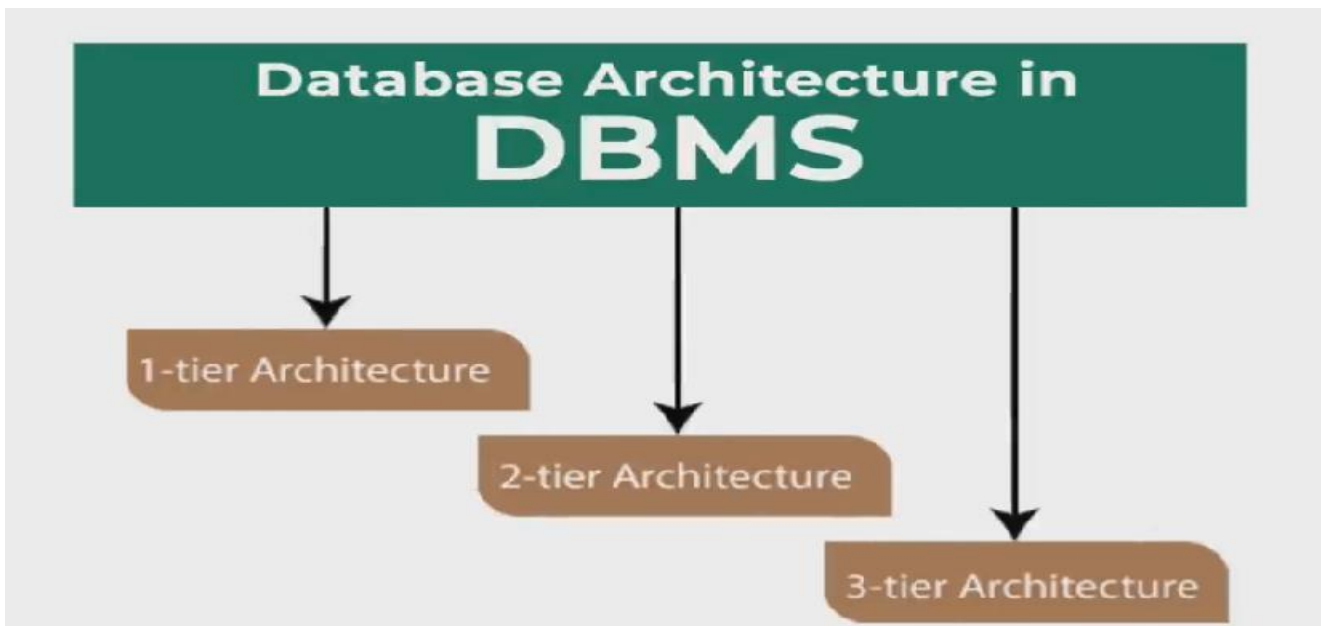 Database Architecture in
DBMS
1-tier Architecture
2-tier Architecture
3-tier Architecture